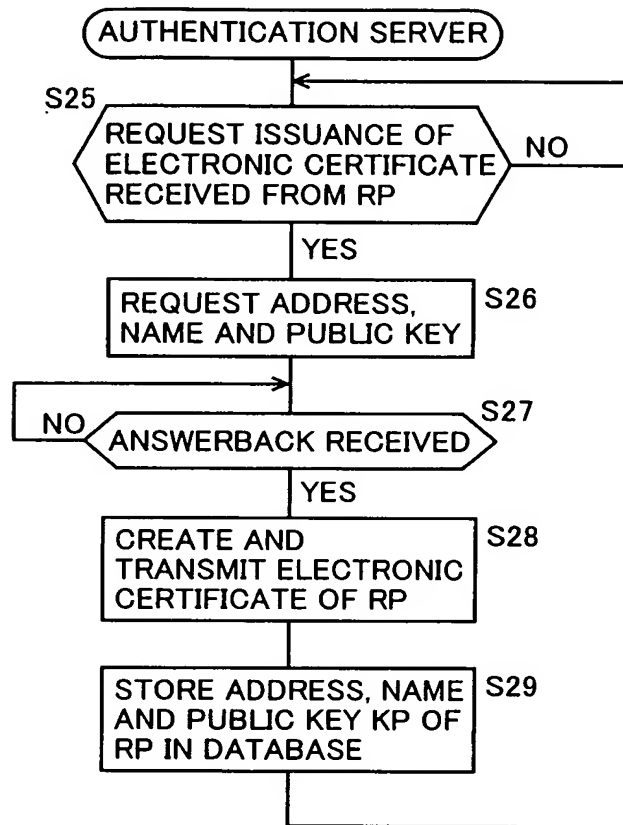 AUTHENTICATION SERVER
S25
REQUEST ISSUANCE OF
ELECTRONIC CERTIFICATE
RECEIVED FROM RP
NO
YES
REQUEST ADDRESS,
NAME AND PUBLIC KEY
S26
NO
ANSWERBACK RECEIVED
S27
YES
CREATE AND
TRANSMIT ELECTRONIC
CERTIFICATE OF RP
S28
STORE ADDRESS, NAME
AND PUBLIC KEY KP OF
RP IN DATABASE
S29